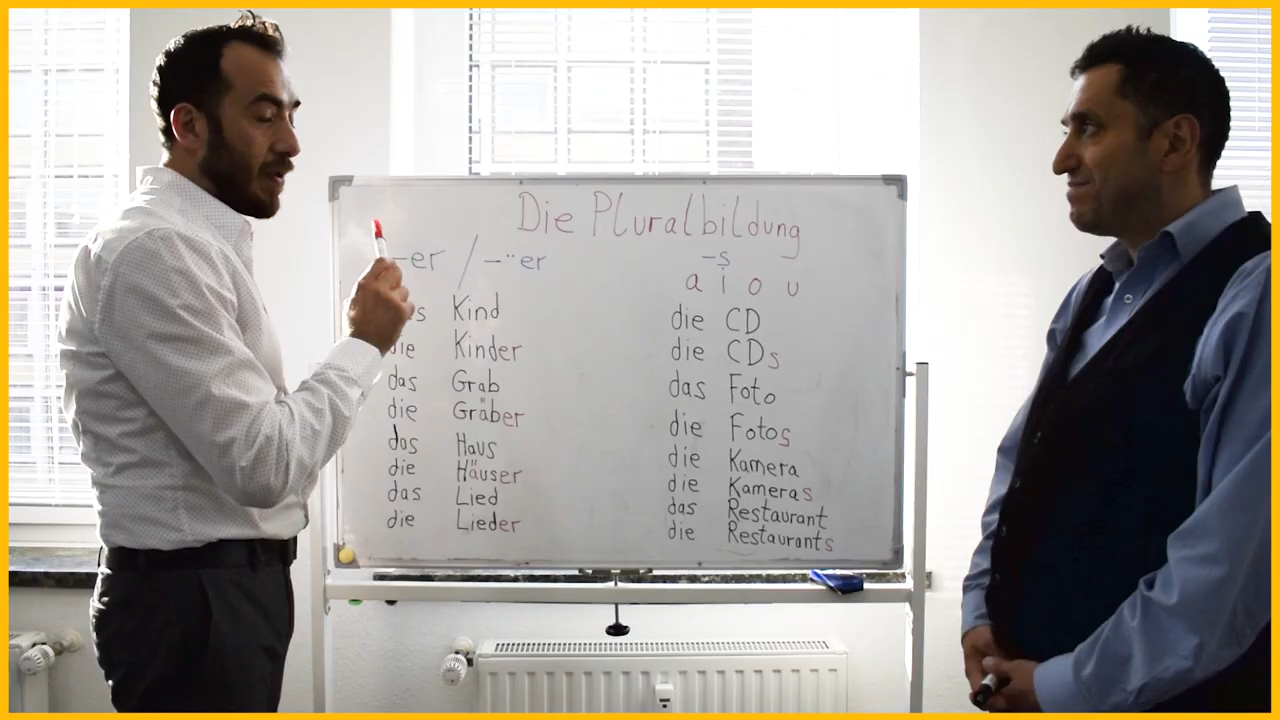 Die Pluralbildung
-er / -¨er
Kind
die Kinder
das Grab
die Gräber
das Haus
die Häuser
das Lied
die Lieder
-s
a i o u
die CD
die CDs
das Foto
die Fotos
die Kamera
die Kameras
das Restaurant
die Restaurants